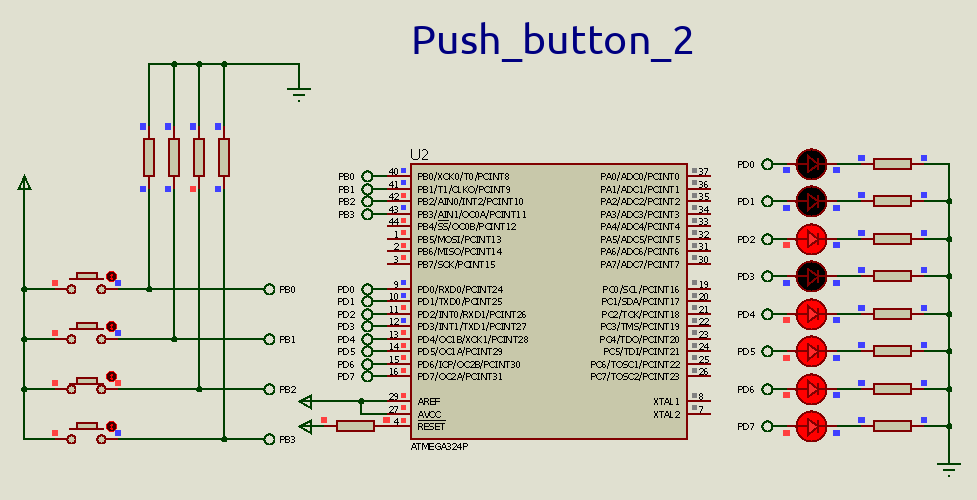 Push_button_2
U2
PB0 40 PB0/XCK0/T0/PCINT8 PA0/ADC0/PCINT0 37
PB1 41 PB1/T1/CLKO/PCINT9 PA1/ADC1/PCINT1 36
PB2 42 PB2/AIN0/INT2/PCINT10 PA2/ADC2/PCINT2 35
PB3 43 PB3/AIN1/OC0A/PCINT11 PA3/ADC3/PCINT3 34
44 PB4/SS/OC0B/PCINT12 PA4/ADC4/PCINT4 33
1 PB5/MOSI/PCINT13 PA5/ADC5/PCINT5 32
2 PB6/MISO/PCINT14 PA6/ADC6/PCINT6 31
3 PB7/SCK/PCINT15 PA7/ADC7/PCINT7 30
PD0 9 PD0/RXD0/PCINT24 PC0/SCL/PCINT16 19
PD1 10 PD1/TXD0/PCINT25 PC1/SDA/PCINT17 20
PD2 11 PD2/INT0/RXD1/PCINT26 PC2/TCK/PCINT18 21
PD3 12 PD3/INT1/TXD1/PCINT27 PC3/TMS/PCINT19 22
PD4 13 PD4/OC1B/XCK1/PCINT28 PC4/TDO/PCINT20 23
PD5 14 PD5/OC1A/PCINT29 PC5/TDI/PCINT21 24
PD6 15 PD6/ICP/OC2B/PCINT30 PC6/TOSC1/PCINT22 25
PD7 16 PD7/OC2A/PCINT31 PC7/TOSC2/PCINT23 26
29 AREF XTAL1 8
27 AVCC XTAL2 7
4 RESET
ATMEGA324P
PB0
PB1
PB2
PB3
PD0
PD1
PD2
PD3
PD4
PD5
PD6
PD7